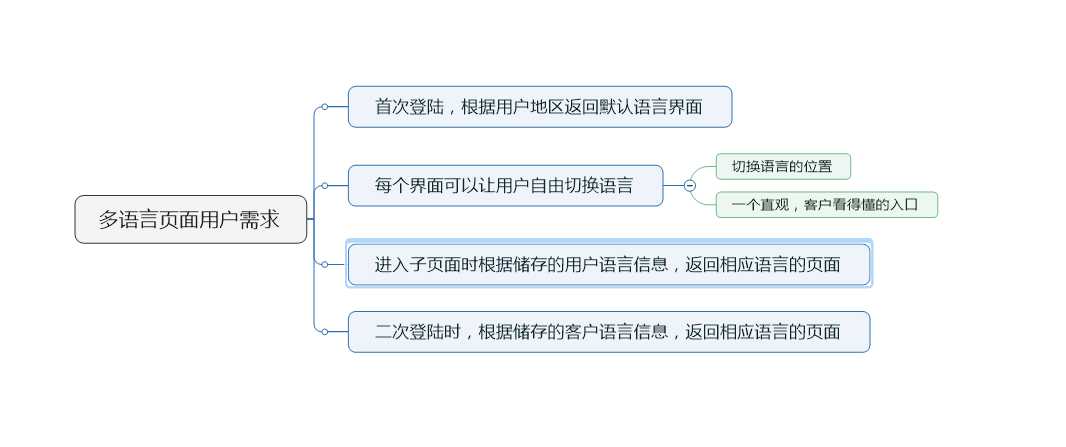 多语言页面用户需求
首次登陆，根据用户地区返回默认语言界面
每个界面可以让用户自由切换语言
切换语言的位置
一个直观，客户看得懂的入口
进入子页面时根据储存的用户语言信息，返回相应语言的页面
二次登陆时，根据储存的客户语言信息，返回相应语言的页面